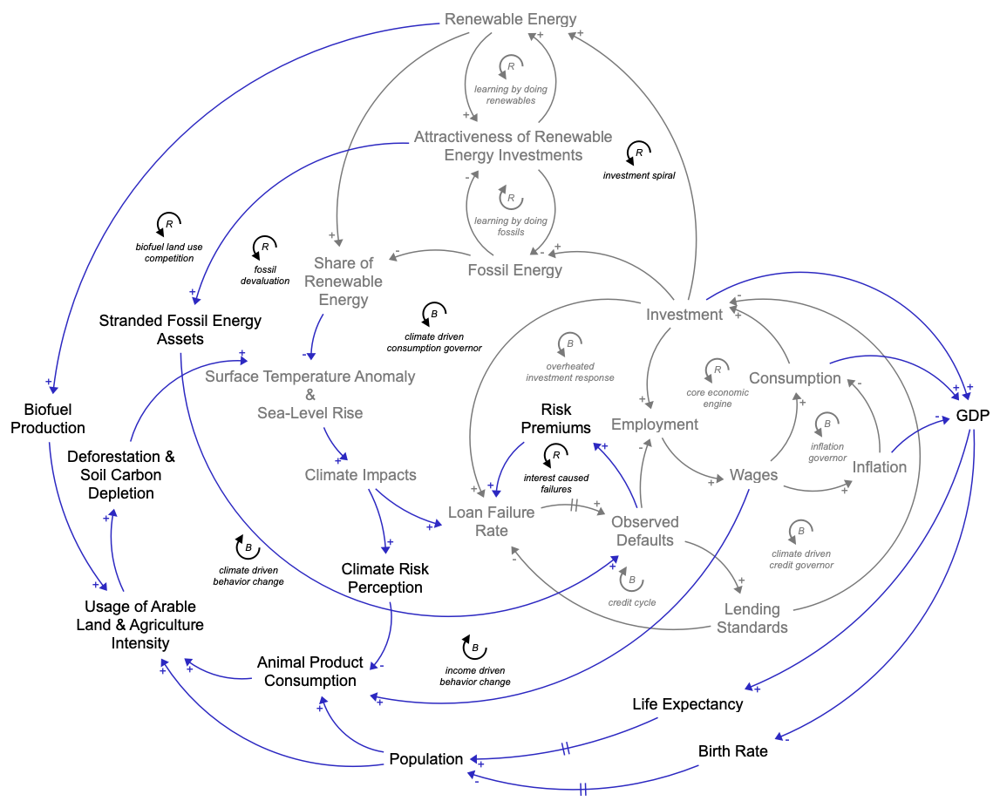 Renewable Energy
+
+
R
learning by doing
renewables
+
Attractiveness of Renewable
Energy Investments
R
investment spiral
-
R
learning by doing
fossils
R
biofuel land use
competition
R
fossil
devaluation
+
-
-
+
Share of
Renewable
Energy
Fossil Energy
+
Stranded Fossil Energy
Assets
B
climate driven
consumption governor
Investment
-
+
B
overheated
investment response
R
core economic
engine
+
-
Surface Temperature Anomaly
&
Sea-Level Rise
Consumption
-
+
+
+
Biofuel
Production
Risk
Premiums
+
Employment
+
B
inflation
governor
-
GDP
Deforestation &
Soil Carbon
Depletion
+
Climate Impacts
R
interest caused
failures
+
-
+
Wages
Inflation
+
+
+
+
Loan Failure
Rate
+
Observed
Defaults
+
+
B
climate driven
credit governor
+
B
climate driven
behavior change
Climate Risk
Perception
-
+
B
credit cycle
+
+
Usage of Arable
Land & Agriculture
Intensity
Lending
Standards
+
+
Animal Product
Consumption
-
B
income driven
behavior change
+
+
Life Expectancy
+
-
Birth Rate
Population
+
-